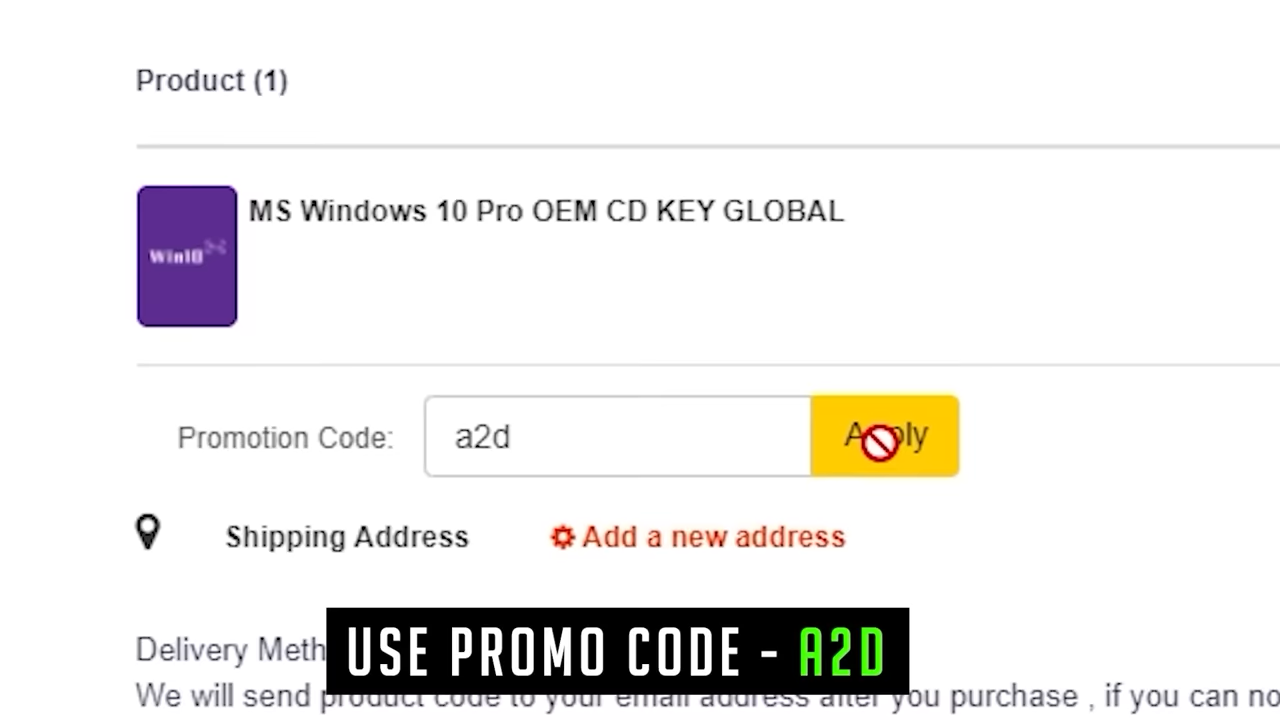 Product (1)
MS Windows 10 Pro OEM CD KEY GLOBAL
Win10
Promotion Code:
a2d
Apply
Shipping Address
Add a new address
Delivery Meth
USE PROMO CODE - A2D
We will send product code to your email address after you purchase , if you can no